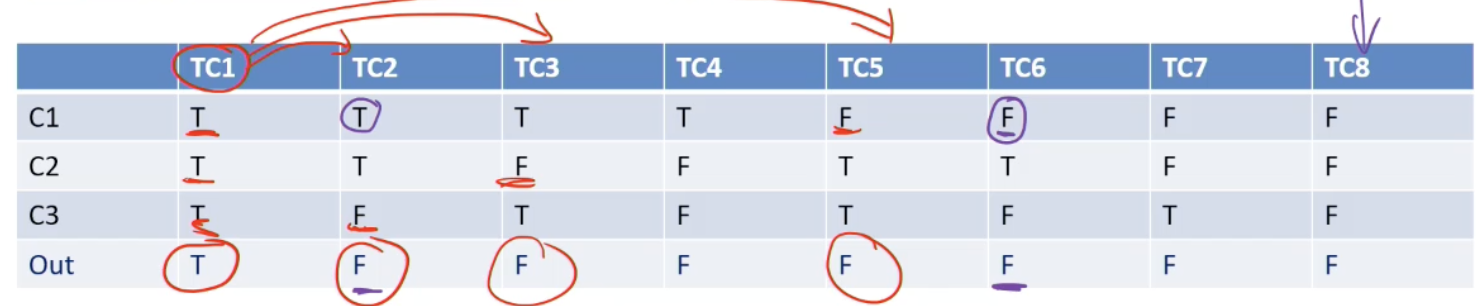 TC1 TC2 TC3 TC4 TC5 TC6 TC7 TC8
C1 T T T T F F F F
C2 T T F F T T F F
C3 T F T F T F T F
Out T F F F F F F F